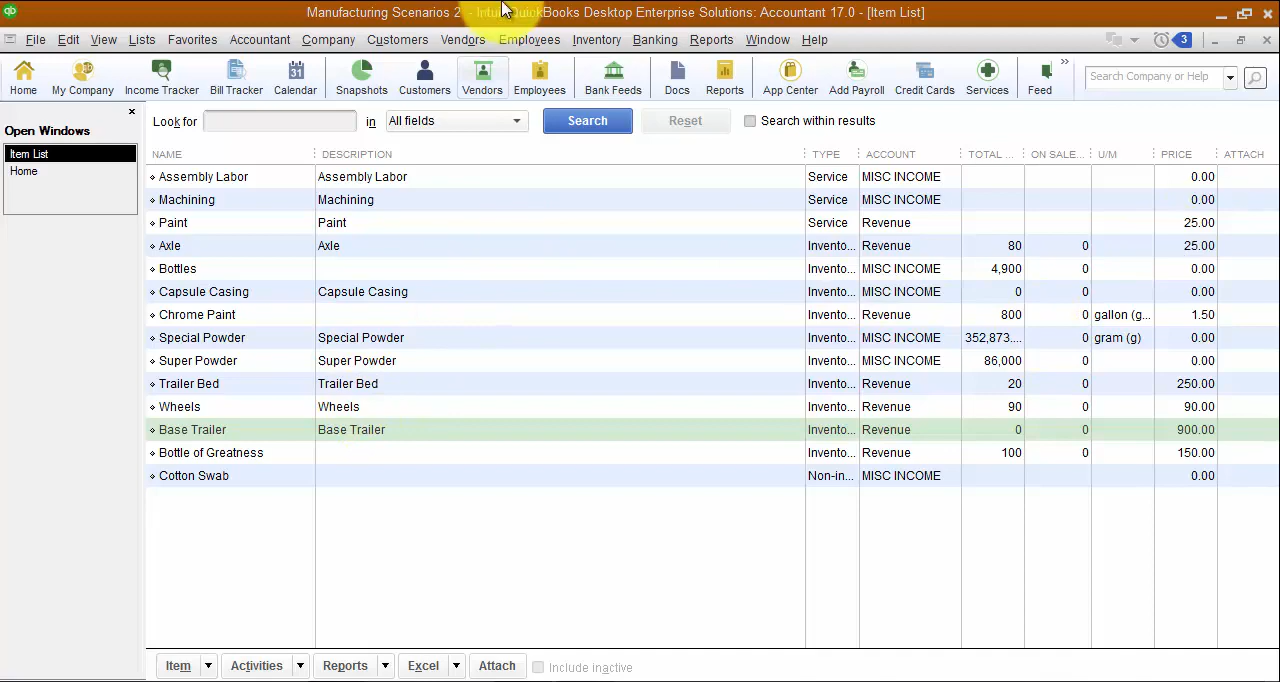 Manufacturing Scenarios 2 - Intuit QuickBooks Desktop Enterprise Solutions: Accountant 17.0 - [Item List]
File Edit View Lists Favorites Accountant Company Customers Vendors Employees Inventory Banking Reports Window Help 3
Home My Company Income Tracker Bill Tracker Calendar Snapshots Customers Vendors Employees Bank Feeds Docs Reports App Center Add Payroll Credit Cards Services Feed Search Company or Help
Open Windows
Item List
Home
Look for in All fields Search Reset Search within results
NAME DESCRIPTION TYPE ACCOUNT TOTAL ... ON SALE... U/M PRICE ATTACH
Assembly Labor Assembly Labor Service MISC INCOME 0.00
Machining Machining Service MISC INCOME 0.00
Paint Paint Service Revenue 25.00
Axle Axle Invento... Revenue 80 0 25.00
Bottles Invento... MISC INCOME 4,900 0 0.00
Capsule Casing Capsule Casing Invento... MISC INCOME 0 0 0.00
Chrome Paint Invento... Revenue 800 0 gallon (g... 1.50
Special Powder Special Powder Invento... MISC INCOME 352,873.... 0 gram (g) 0.00
Super Powder Super Powder Invento... MISC INCOME 86,000 0 0.00
Trailer Bed Trailer Bed Invento... Revenue 20 0 250.00
Wheels Wheels Invento... Revenue 90 0 90.00
Base Trailer Base Trailer Invento... Revenue 0 0 900.00
Bottle of Greatness Invento... Revenue 100 0 150.00
Cotton Swab Non-in... MISC INCOME 0.00
Item Activities Reports Excel Attach Include inactive